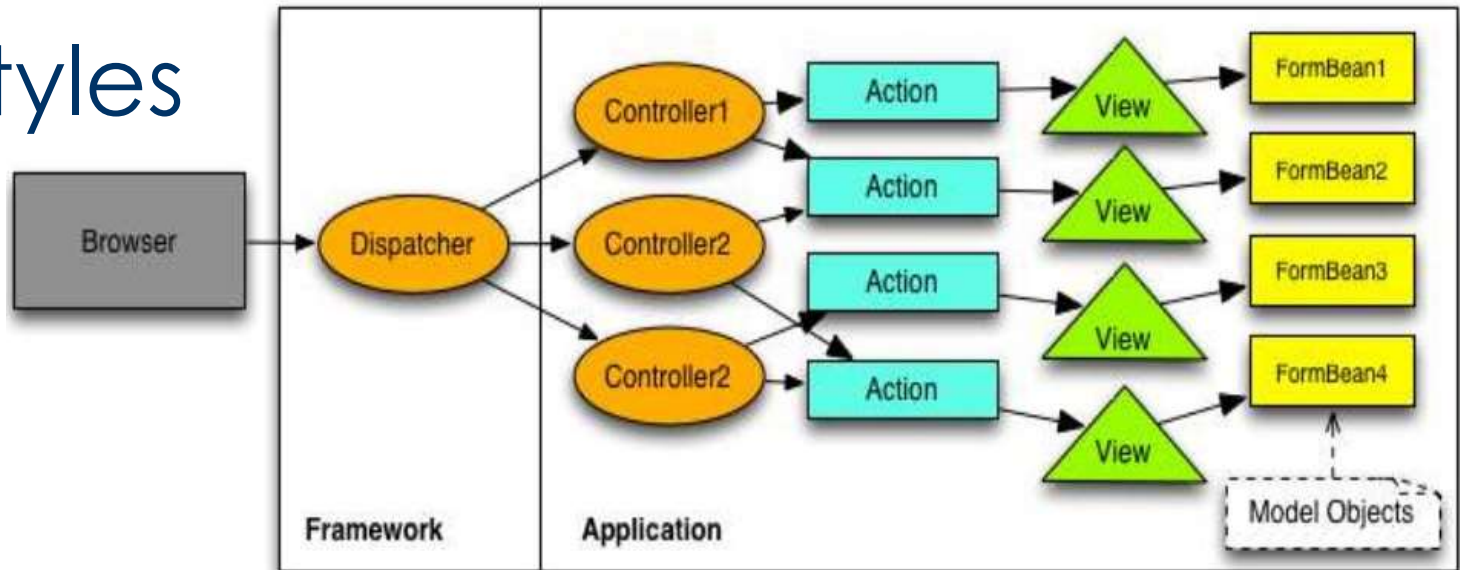 tyles
Browser
Dispatcher
Framework
Controller1
Controller2
Controller2
Action
Action
Action
Action
View
View
View
View
FormBean1
FormBean2
FormBean3
FormBean4
Model Objects
Application